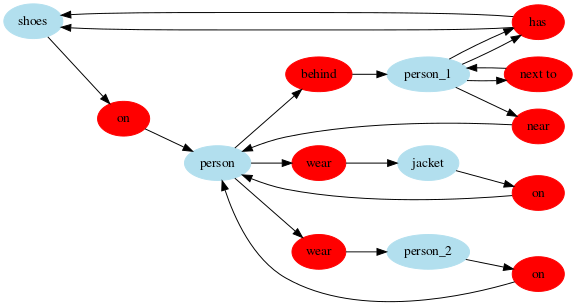 shoes
has
behind
person_1
next to
on
near
person
wear
jacket
on
wear
person_2
on